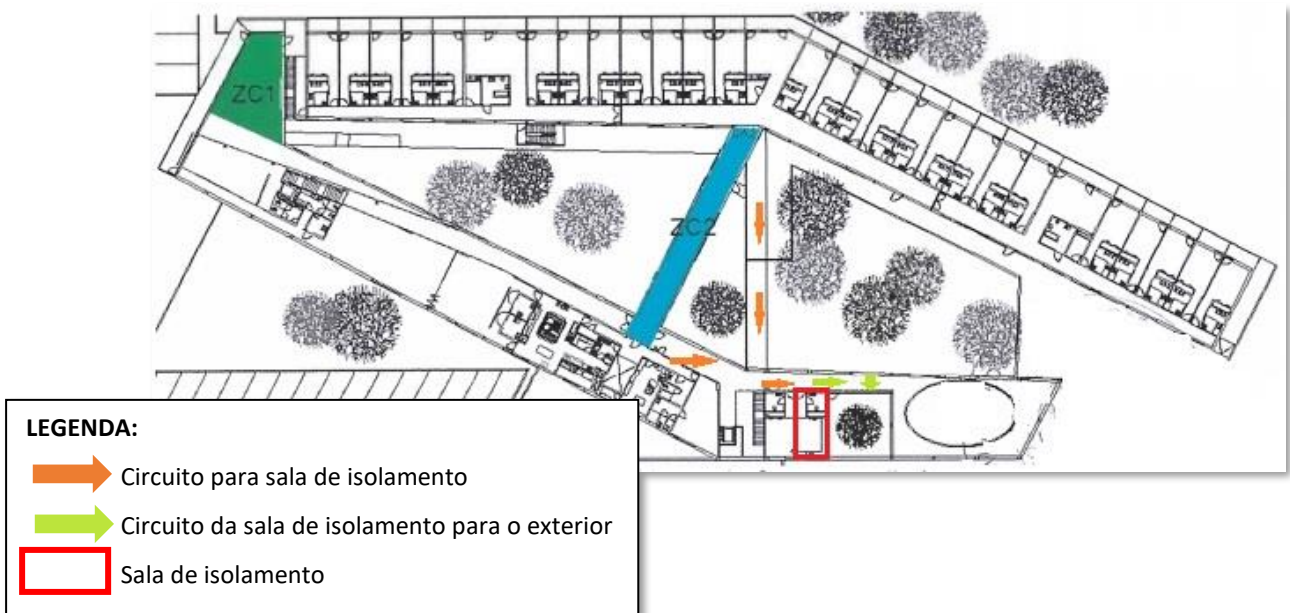 ZC1
ZC2
LEGENDA:
Circuito para sala de isolamento
Circuito da sala de isolamento para o exterior
Sala de isolamento